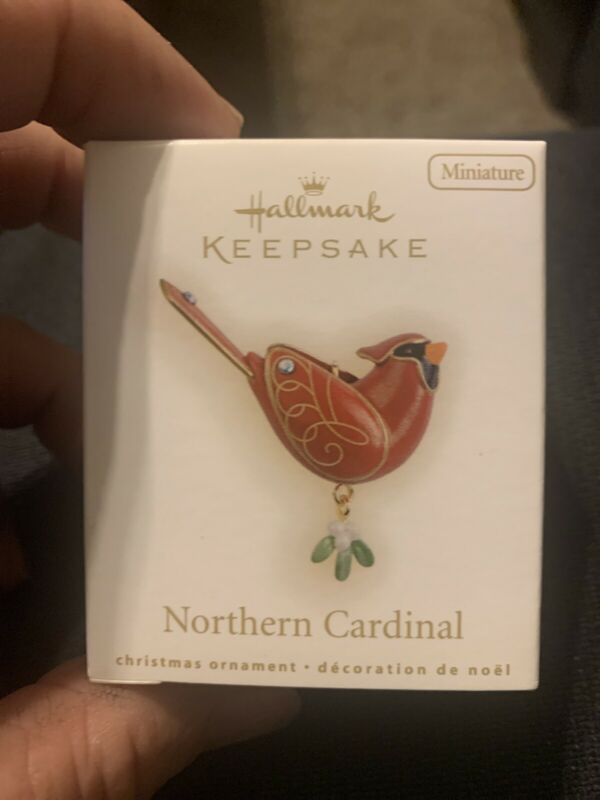 Miniature
Hallmark
KEEPSAKE
Northern Cardinal
christmas ornament • décoration de noël